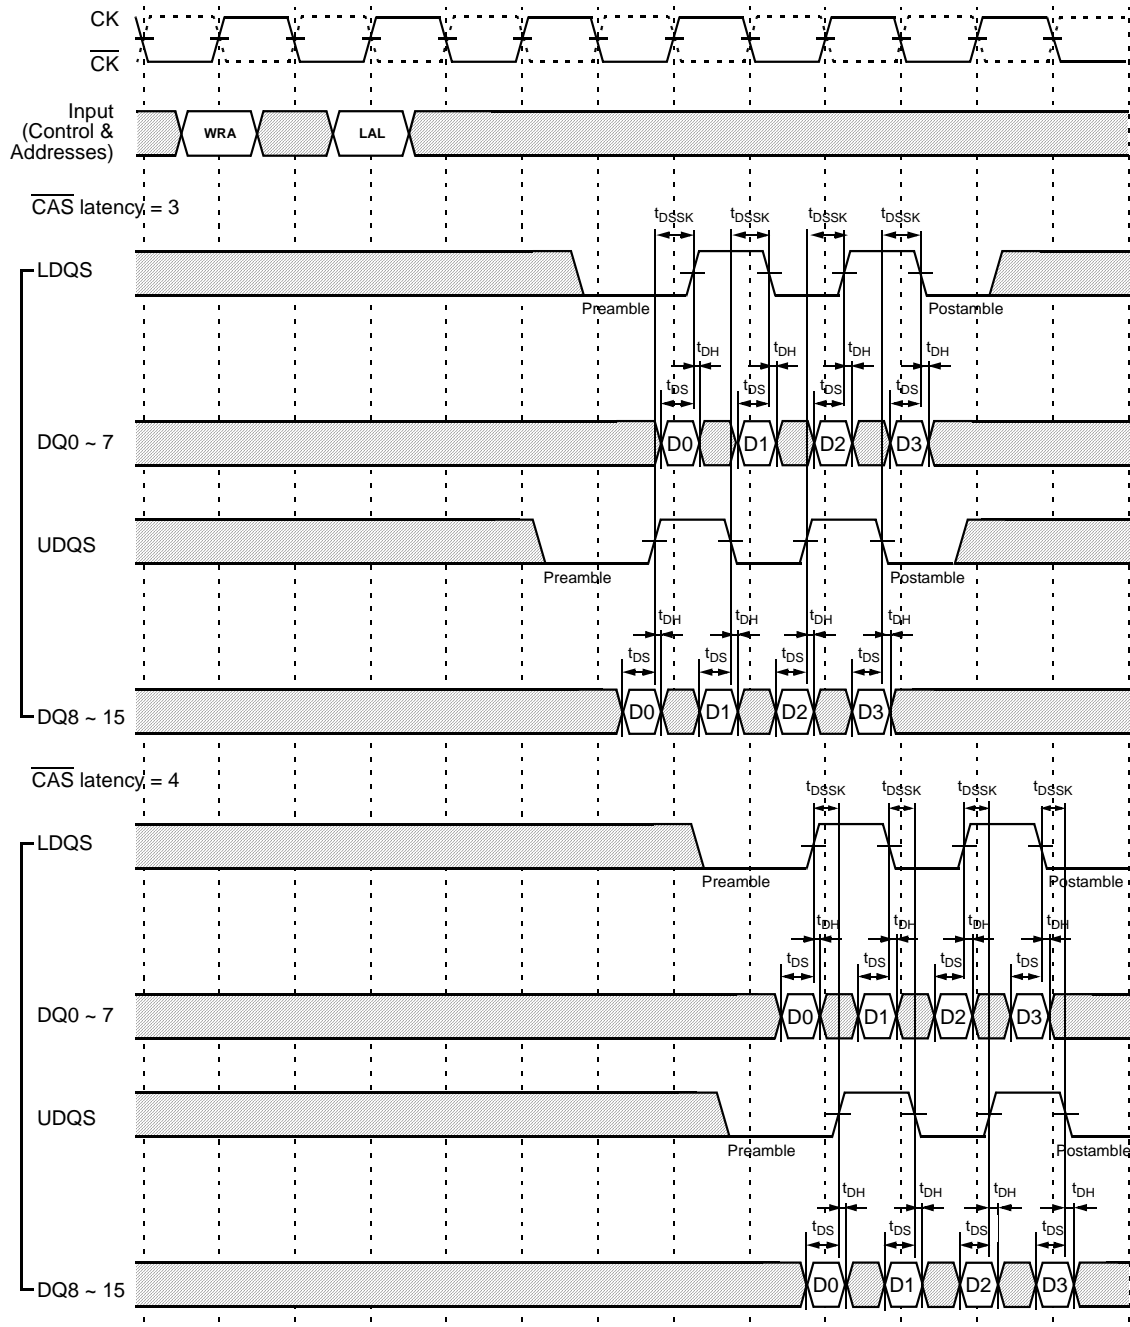 CK
CK
Input
(Control &
Addresses)
WRA
LAL
CAS latency = 3
tDSSK tDSSK tDSSK tDSSK
LDQS
Preamble
Postamble
tDH tDH tDH tDH
tDS tDS tDS tDS
DQ0 ~ 7
D0 D1 D2 D3
UDQS
Preamble
Postamble
tDH tDH tDH tDH
tDS tDS tDS tDS
DQ8 ~ 15
D0 D1 D2 D3
CAS latency = 4
tDSSK tDSSK tDSSK tDSSK
LDQS
Preamble
Postamble
tDH tDH tDH tDH
tDS tDS tDS tDS
DQ0 ~ 7
D0 D1 D2 D3
UDQS
Preamble
Postamble
tDH tDH tDH tDH
tDS tDS tDS tDS
DQ8 ~ 15
D0 D1 D2 D3